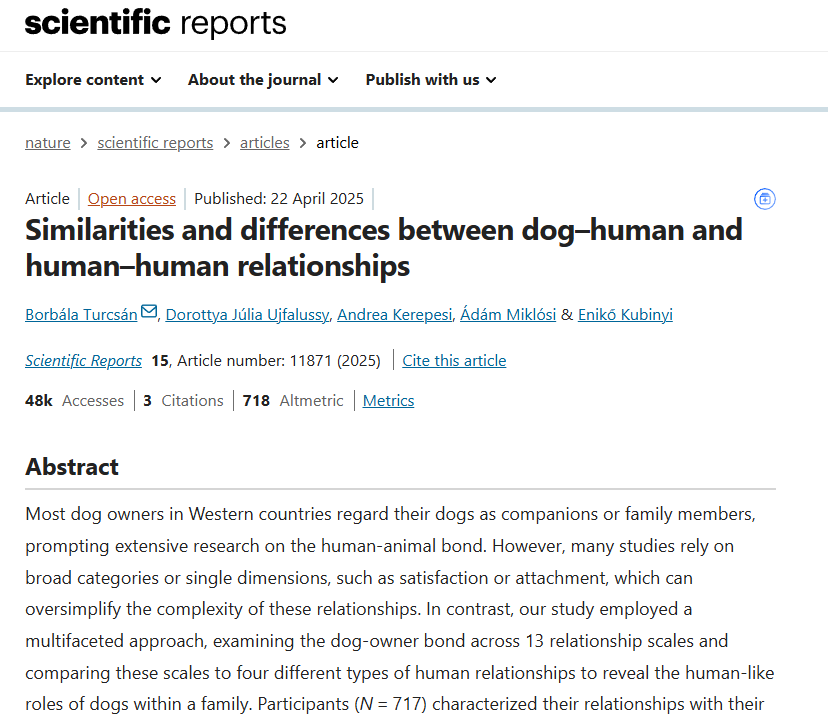 scientific reports
Explore content About the journal Publish with us
nature > scientific reports > articles > article
Article Open access Published: 22 April 2025
Similarities and differences between dog–human and
human–human relationships
Borbála Turcsán, Dorottya Júlia Ujfalussy, Andrea Kerepesi, Ádám Miklósi & Enikő Kubinyi
Scientific Reports 15, Article number: 11871 (2025) Cite this article
48k Accesses 3 Citations 718 Altmetric Metrics
Abstract
Most dog owners in Western countries regard their dogs as companions or family members,
prompting extensive research on the human-animal bond. However, many studies rely on
broad categories or single dimensions, such as satisfaction or attachment, which can
oversimplify the complexity of these relationships. In contrast, our study employed a
multifaceted approach, examining the dog-owner bond across 13 relationship scales and
comparing these scales to four different types of human relationships to reveal the human-like
roles of dogs within a family. Participants (N = 717) characterized their relationships with their